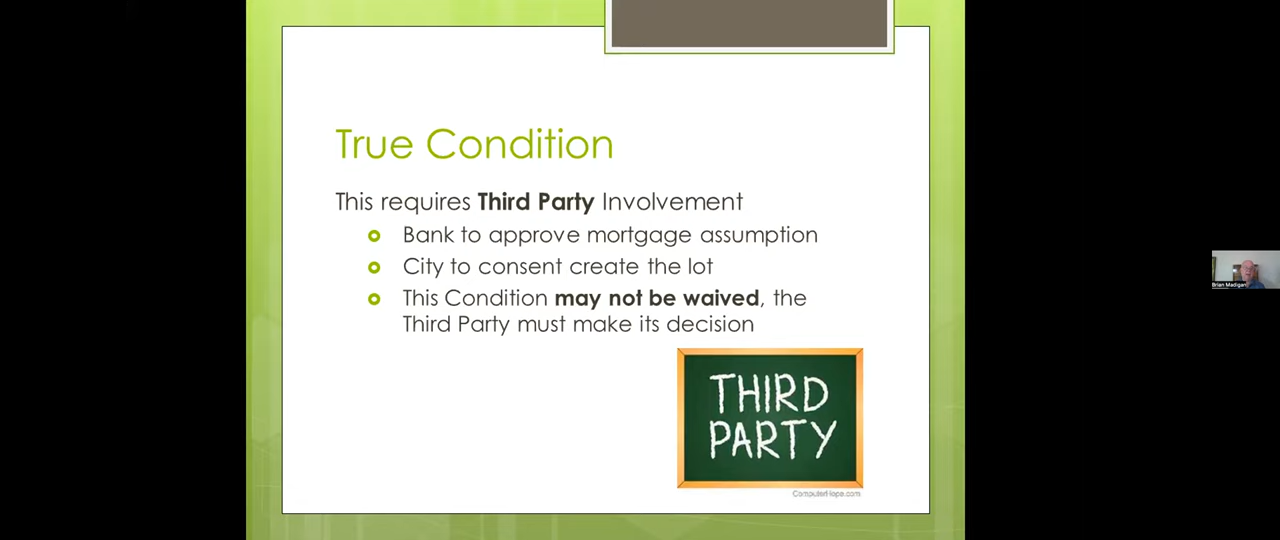 True Condition
This requires Third Party Involvement
Bank to approve mortgage assumption
City to consent create the lot
This Condition may not be waived, the
Third Party must make its decision
THIRD
PARTY
ComputerHope.com
Brian Madigan